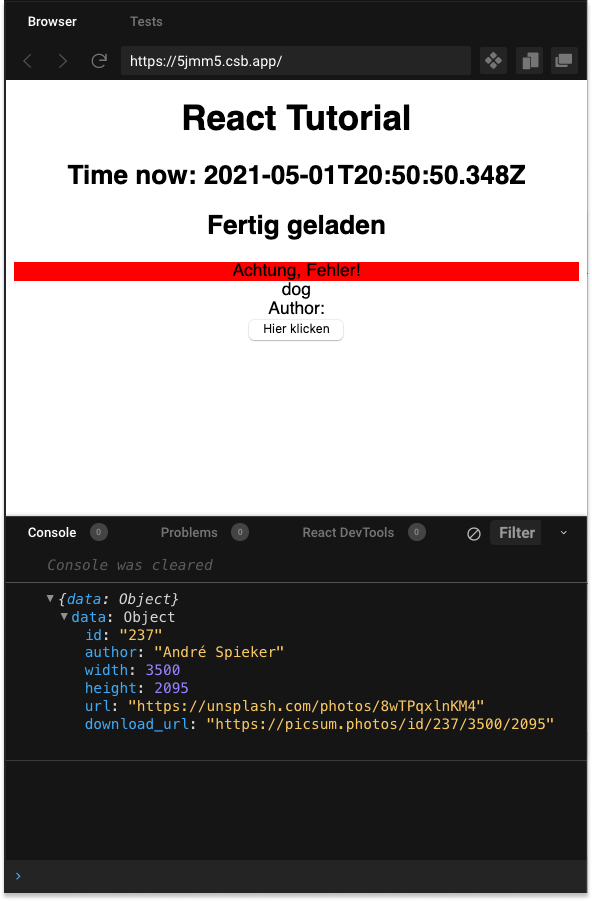 Browser Tests
https://5jmm5.csb.app/
React Tutorial
Time now: 2021-05-01T20:50:50.348Z
Fertig geladen
Achtung, Fehler!
dog
Author:
Hier klicken
Console 0 Problems 0 React DevTools 0 Filter
Console was cleared
{data: Object}
data: Object
id: "237"
author: "André Spieker"
width: 3500
height: 2095
url: "https://unsplash.com/photos/8wTPqxlnKM4"
download_url: "https://picsum.photos/id/237/3500/2095"